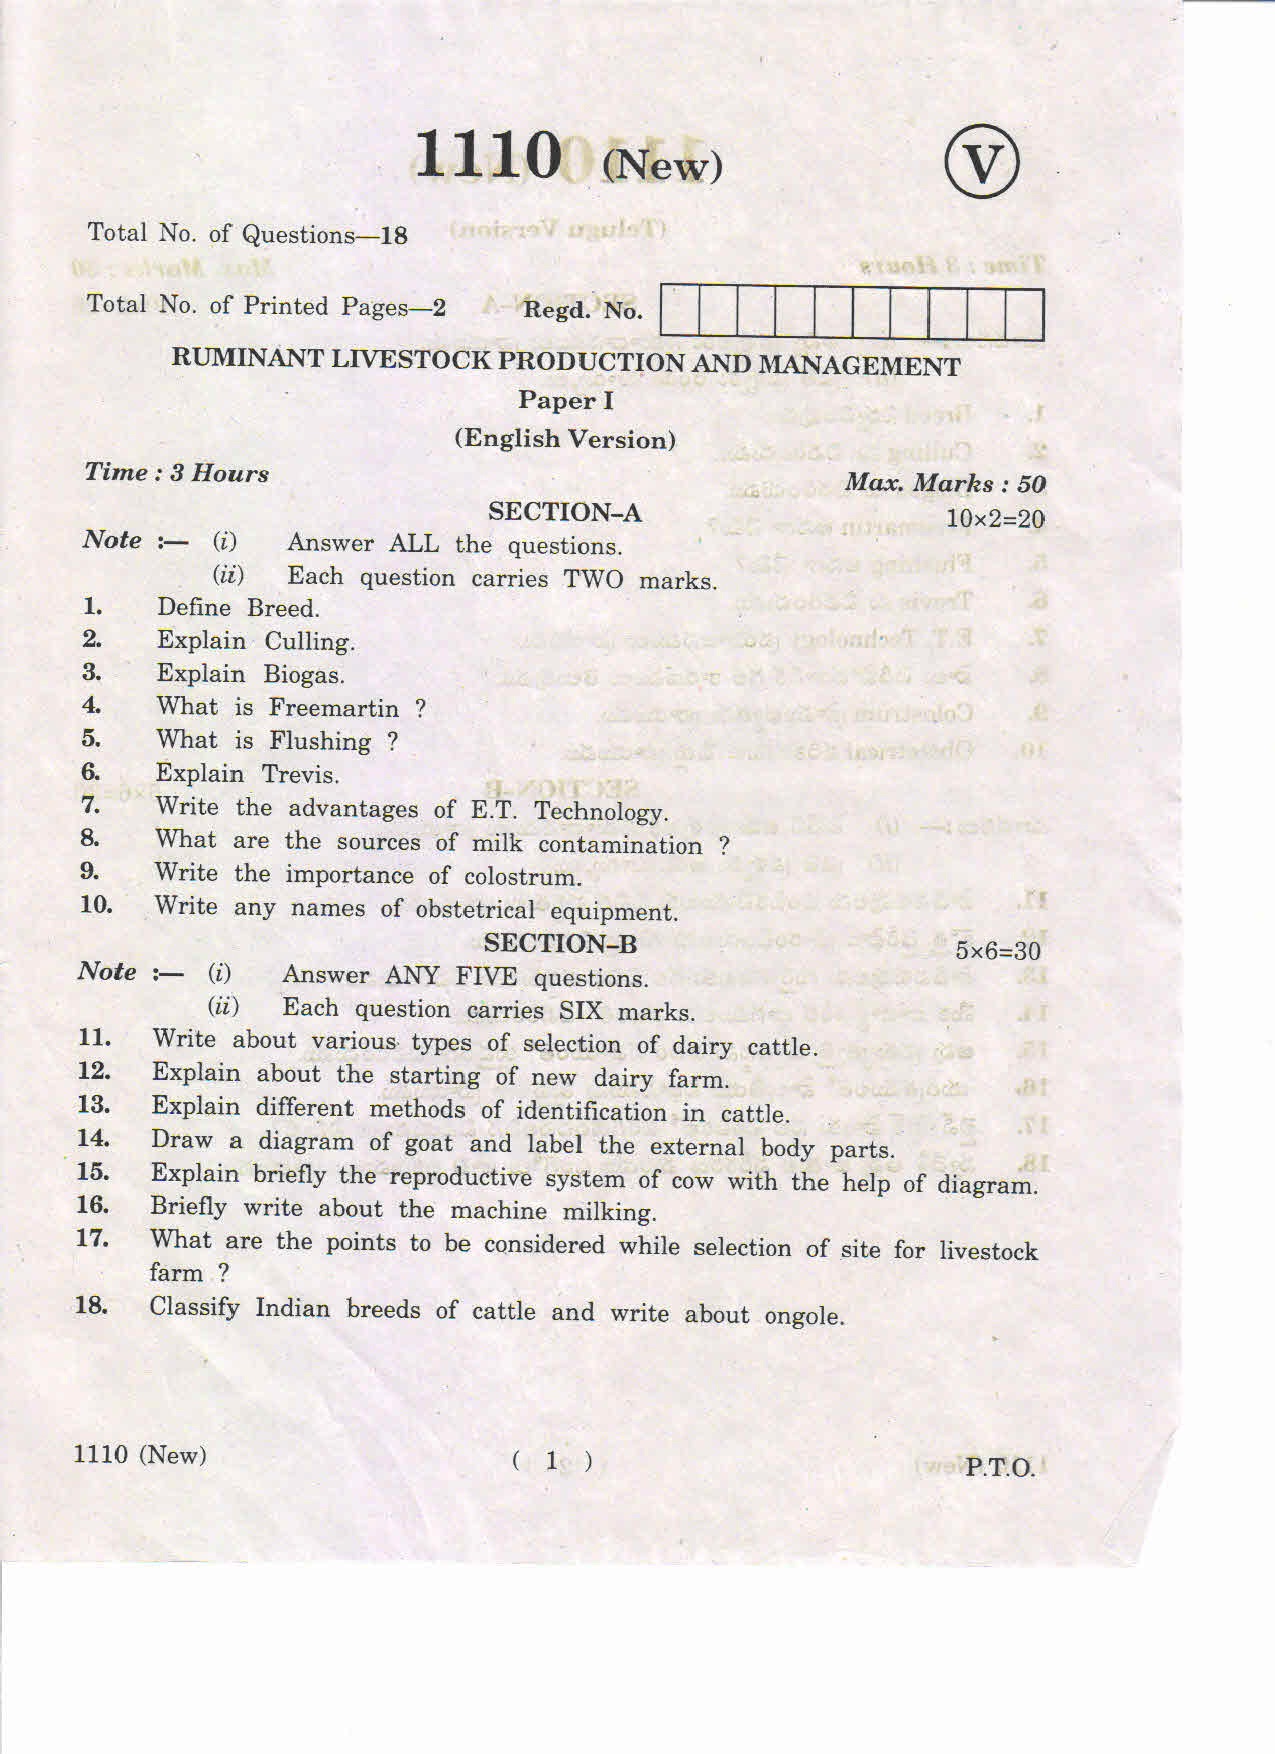 1110 (New) V
Total No. of Questions—18
Total No. of Printed Pages—2 Regd. No.
RUMINANT LIVESTOCK PRODUCTION AND MANAGEMENT
Paper I
(English Version)
Time : 3 Hours Max. Marks : 50
SECTION–A 10×2=20
Note :— (i) Answer ALL the questions.
(ii) Each question carries TWO marks.
1. Define Breed.
2. Explain Culling.
3. Explain Biogas.
4. What is Freemartin ?
5. What is Flushing ?
6. Explain Trevis.
7. Write the advantages of E.T. Technology.
8. What are the sources of milk contamination ?
9. Write the importance of colostrum.
10. Write any names of obstetrical equipment.
SECTION–B 5×6=30
Note :— (i) Answer ANY FIVE questions.
(ii) Each question carries SIX marks.
11. Write about various types of selection of dairy cattle.
12. Explain about the starting of new dairy farm.
13. Explain different methods of identification in cattle.
14. Draw a diagram of goat and label the external body parts.
15. Explain briefly the reproductive system of cow with the help of diagram.
16. Briefly write about the machine milking.
17. What are the points to be considered while selection of site for livestock
farm ?
18. Classify Indian breeds of cattle and write about ongole.
1110 (New) ( 1 ) P.T.O.